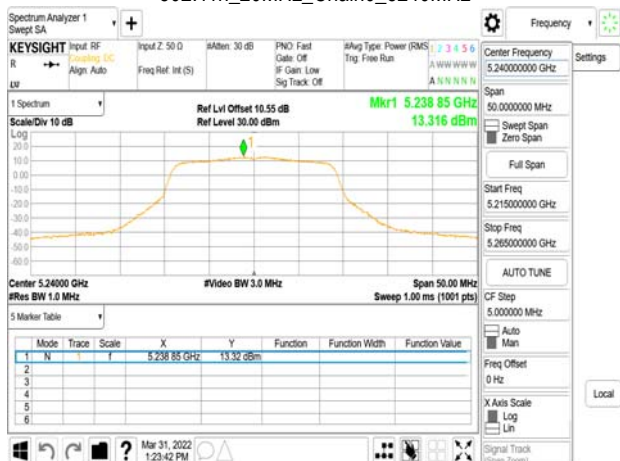 Spectrum Analyzer 1
Swept SA
Frequency
KEYSIGHT
R
Input: RF
Coupling: DC
Align: Auto
Input Z: 50 Ω
Freq Ref: Int (S)
#Atten: 30 dB
PNO: Fast
Gate: Off
IF Gain: Low
Sig Track: Off
#Avg Type: Power (RMS
Trig: Free Run
1 2 3 4 5 6
A W W W W W
A N N N N N
Center Frequency
5.240000000 GHz
Settings
Span
50.0000000 MHz
Swept Span
Zero Span
Full Span
Start Freq
5.215000000 GHz
Stop Freq
5.265000000 GHz
AUTO TUNE
CF Step
5.000000 MHz
Auto
Man
Freq Offset
0 Hz
X Axis Scale
Log
Lin
Local
Signal Track
1 Spectrum
Scale/Div 10 dB
Ref Lvl Offset 10.55 dB
Ref Level 30.00 dBm
Mkr1 5.238 85 GHz
13.316 dBm
Log
20.0
10.0
0.00
-10.0
-20.0
-30.0
-40.0
-50.0
-60.0
1
Center 5.24000 GHz
#Video BW 3.0 MHz
Span 50.00 MHz
#Res BW 1.0 MHz
Sweep 1.00 ms (1001 pts)
5 Marker Table
Mode Trace Scale X Y Function Function Width Function Value
1 N 1 f 5.238 85 GHz 13.32 dBm
2
3
4
5
6
?
Mar 31, 2022
1:23:42 PM